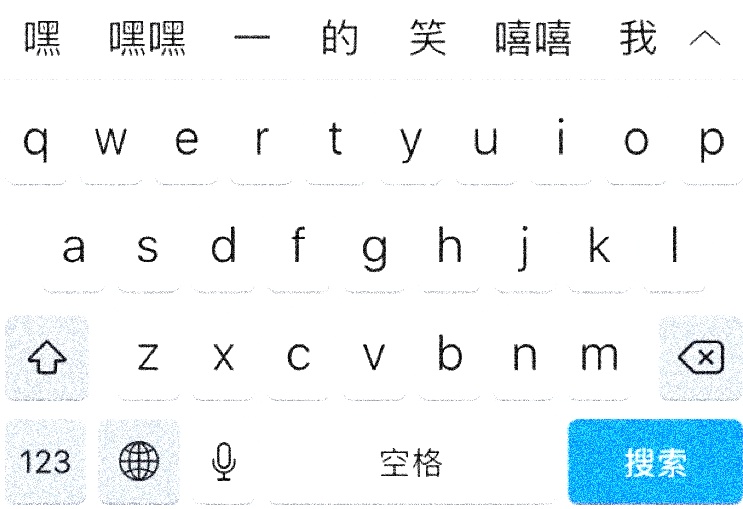 嘿 嘿嘿 一 的 笑 嘻嘻 我
q w e r t y u i o p
a s d f g h j k l
z x c v b n m
123 空格 搜索